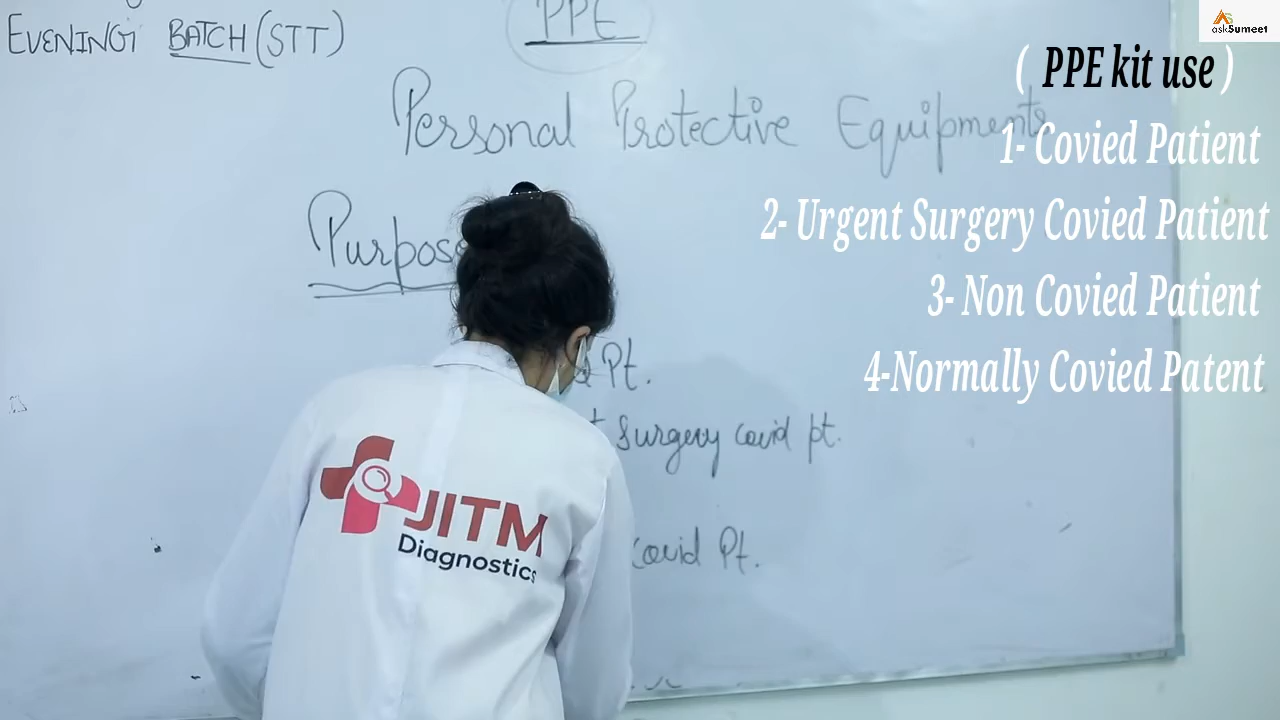 PPE
EVENING BATCH (STT)
askSumeet
( PPE kit use )
Personal Protective Equipments
1- Covied Patient
2- Urgent Surgery Covied Patient
Purpose
3- Non Covied Patient
Pt.
4-Normally Covied Patent
Surgery covid pt.
JITM
Diagnostics
covid Pt.